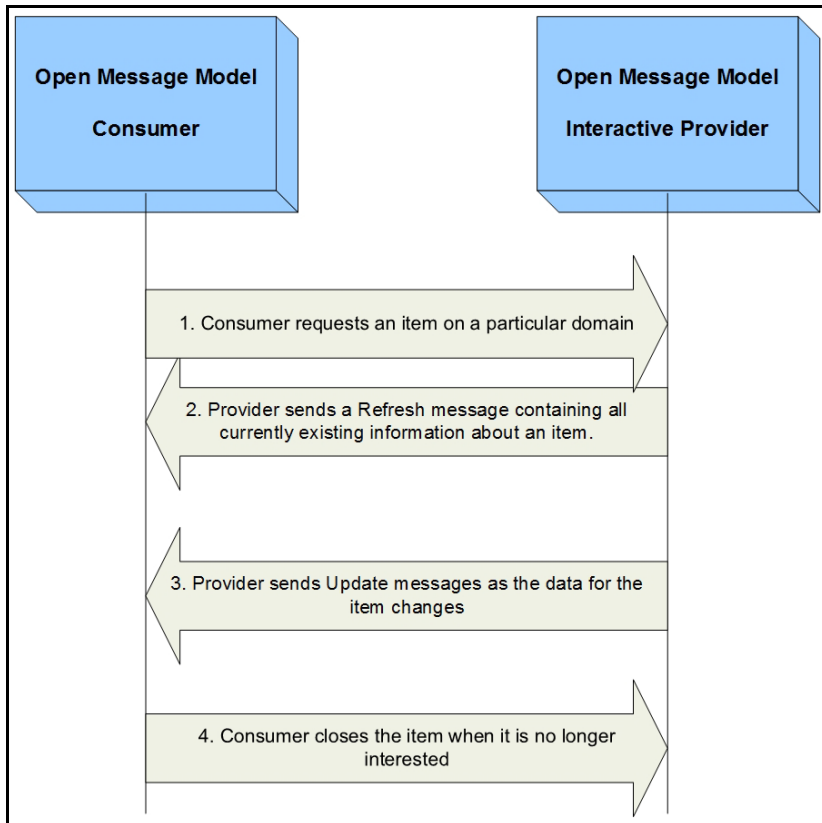 Open Message Model
Consumer
Open Message Model
Interactive Provider
1. Consumer requests an item on a particular domain
2. Provider sends a Refresh message containing all
currently existing information about an item.
3. Provider sends Update messages as the data for the
item changes
4. Consumer closes the item when it is no longer
interested